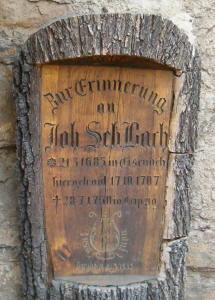 Zur Erinnerung
an
Joh. Seb. Bach
21.3.1685 in Eisenach
hier getraut 17.10.1707
† 28.7.1750 in Leipzig